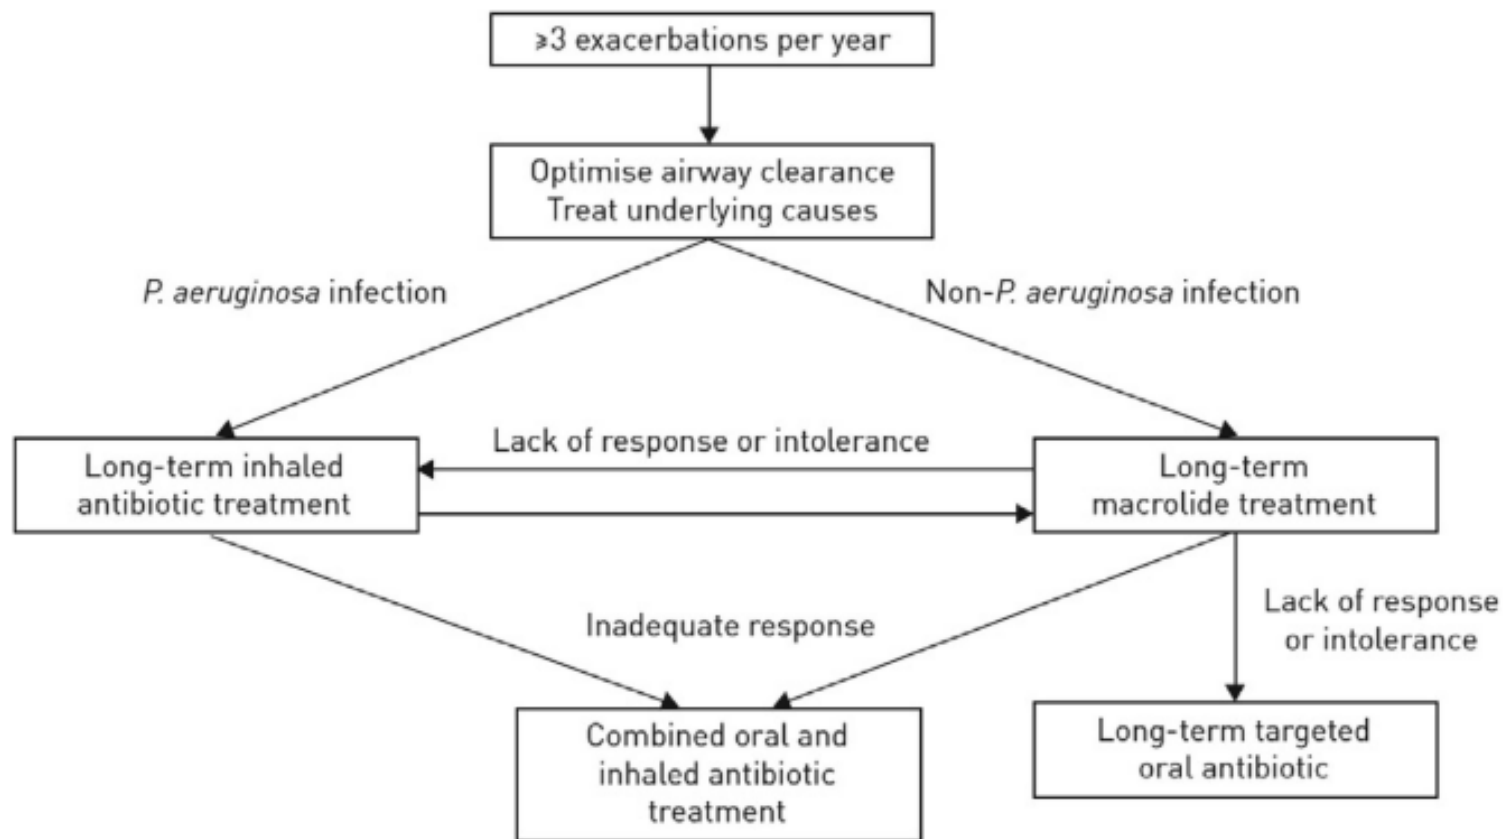 ≥3 exacerbations per year
Optimise airway clearance
Treat underlying causes
P. aeruginosa infection
Non-P. aeruginosa infection
Lack of response or intolerance
Long-term inhaled
antibiotic treatment
Long-term
macrolide treatment
Inadequate response
Lack of response
or intolerance
Combined oral and
inhaled antibiotic
treatment
Long-term targeted
oral antibiotic